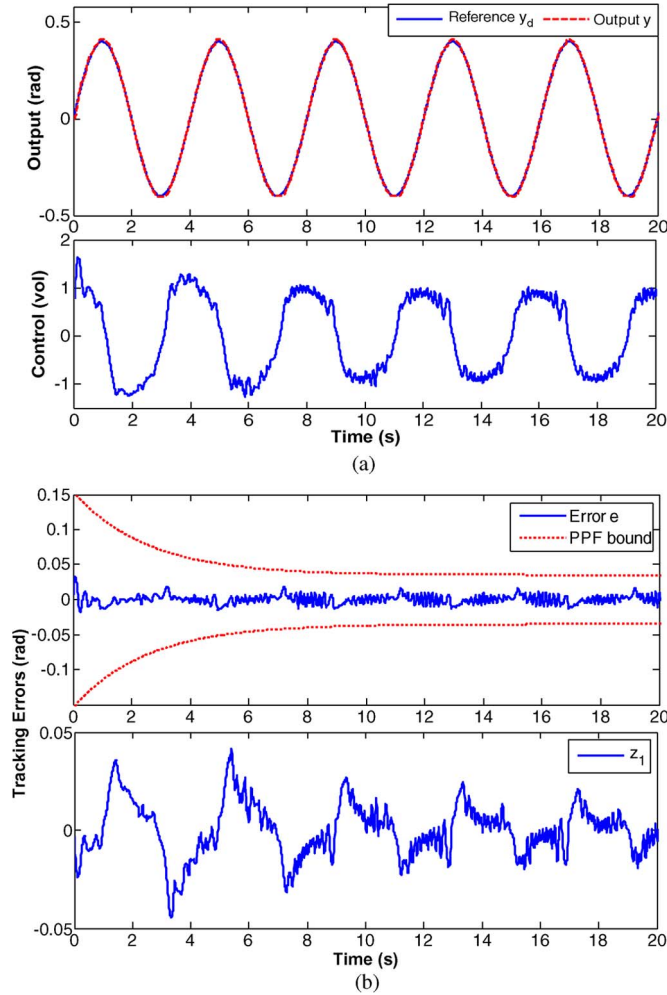 Reference y_d Output y
0.5
0
-0.5
Output (rad)
0 2 4 6 8 10 12 14 16 18 20
2
1
0
-1
Control (vol)
0 2 4 6 8 10 12 14 16 18 20
Time (s)
(a)
0.15
0.1
0.05
0
-0.05
-0.1
Error e
PPF bound
0 2 4 6 8 10 12 14 16 18 20
Tracking Errors (rad)
0.05
0
-0.05
z_1
0 2 4 6 8 10 12 14 16 18 20
Time (s)
(b)